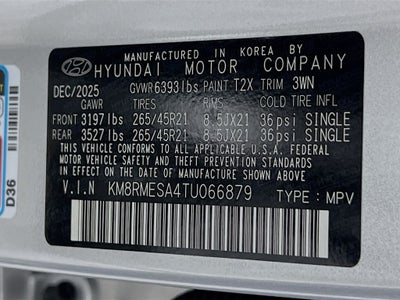 MANUFACTURED IN KOREA BY
HYUNDAI MOTOR COMPANY
DEC/2025 GVWR 6393lbs PAINT T2X TRIM 3WN
GAWR TIRES RIMS COLD TIRE INFL
FRONT 3197lbs 265/45R21 8.5JX21 36psi SINGLE
REAR 3527lbs 265/45R21 8.5JX21 36psi SINGLE
THIS VEHICLE CONFORMS TO ALL APPLICABLE U.S.A. FEDERAL
MOTOR VEHICLE SAFETY AND THEFT PREVENTION STANDARDS
IN EFFECT ON THE DATE OF MANUFACTURE SHOWN ABOVE.
V.I.N KM8RMESA4TU066879 TYPE : MPV
D36